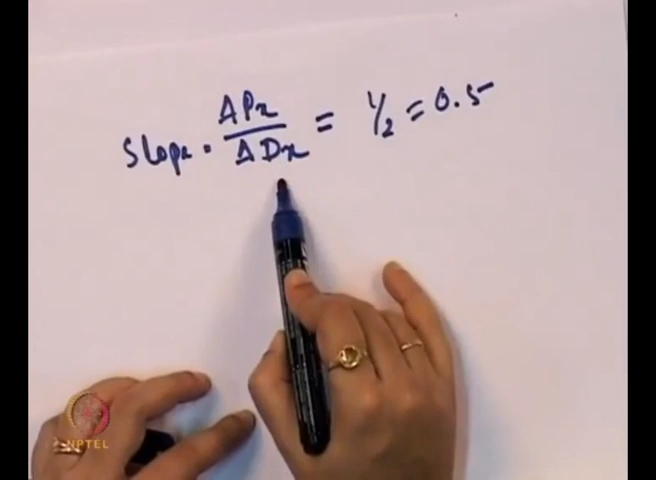 Slope = ΔPx / ΔDx = 1/2 = 0.5
NPTEL